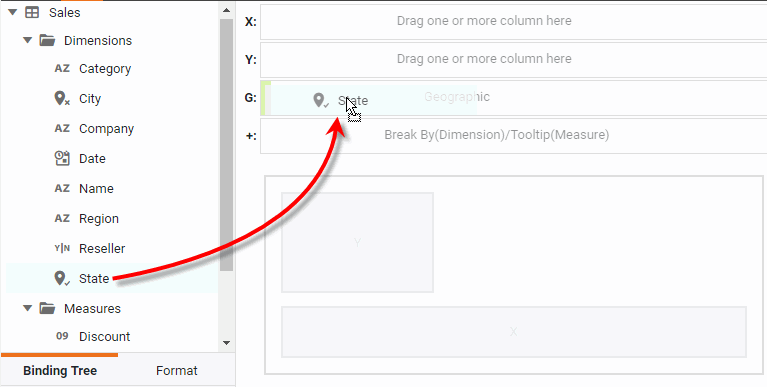 Sales
Dimensions
AZ Category
City
AZ Company
Date
AZ Name
AZ Region
Y|N Reseller
State
Measures
09 Discount
Binding Tree
Format
X: Drag one or more column here
Y: Drag one or more column here
G: State Geographic
+: Break By(Dimension)/Tooltip(Measure)
Y
X